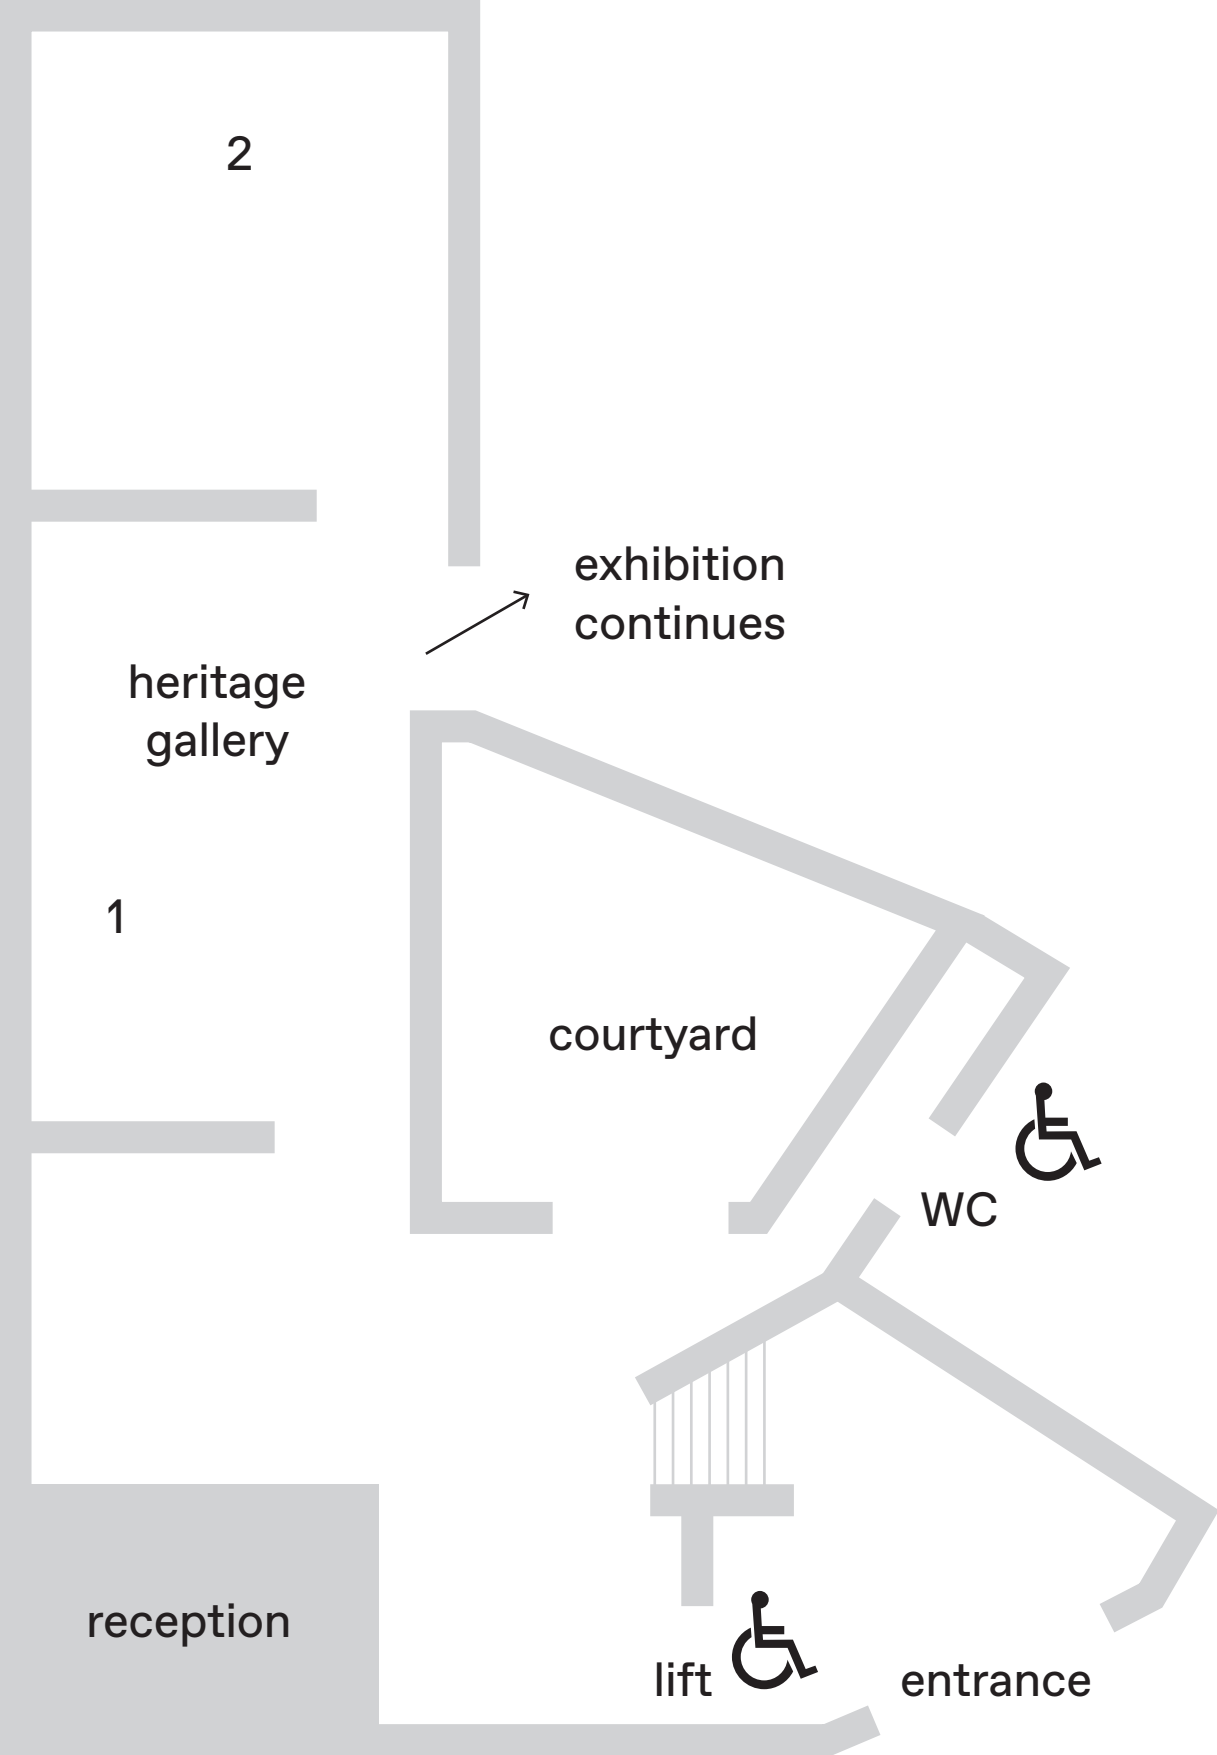 2
exhibition
continues
heritage
gallery
1
courtyard
WC
reception
lift
entrance